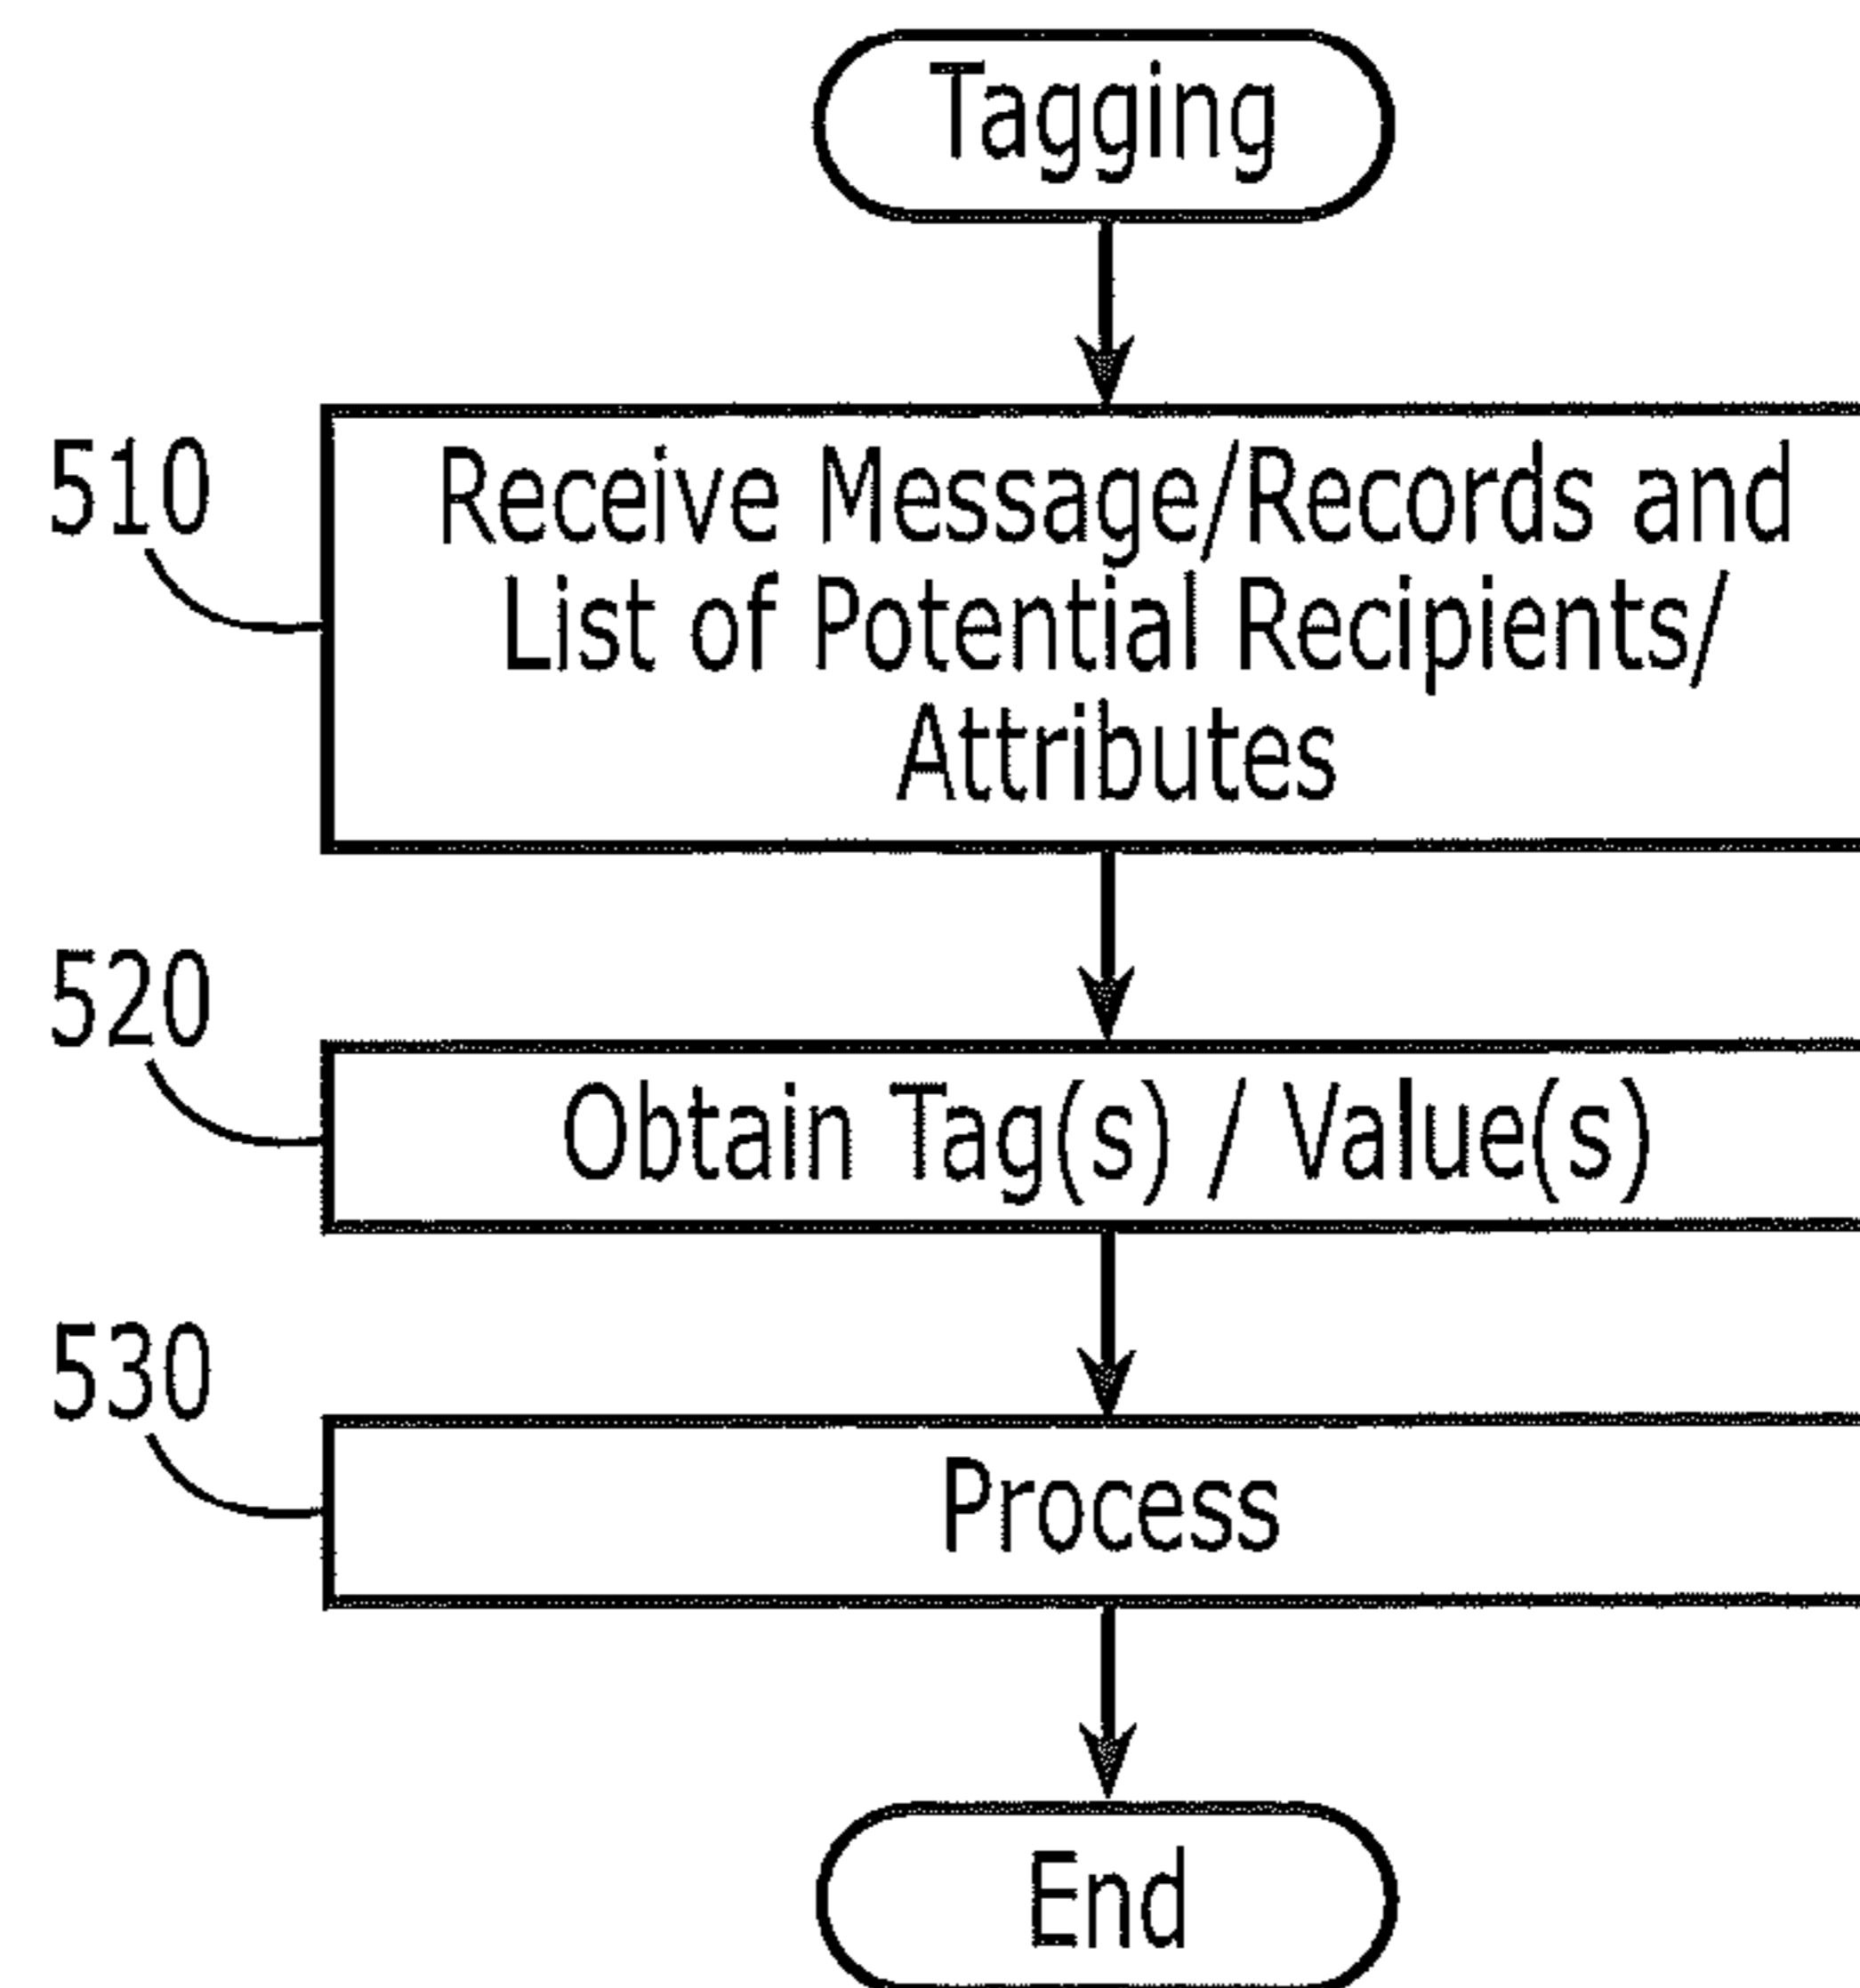 Tagging
510
Receive Message/Records and
List of Potential Recipients/
Attributes
520
Obtain Tag(s) / Value(s)
530
Process
End